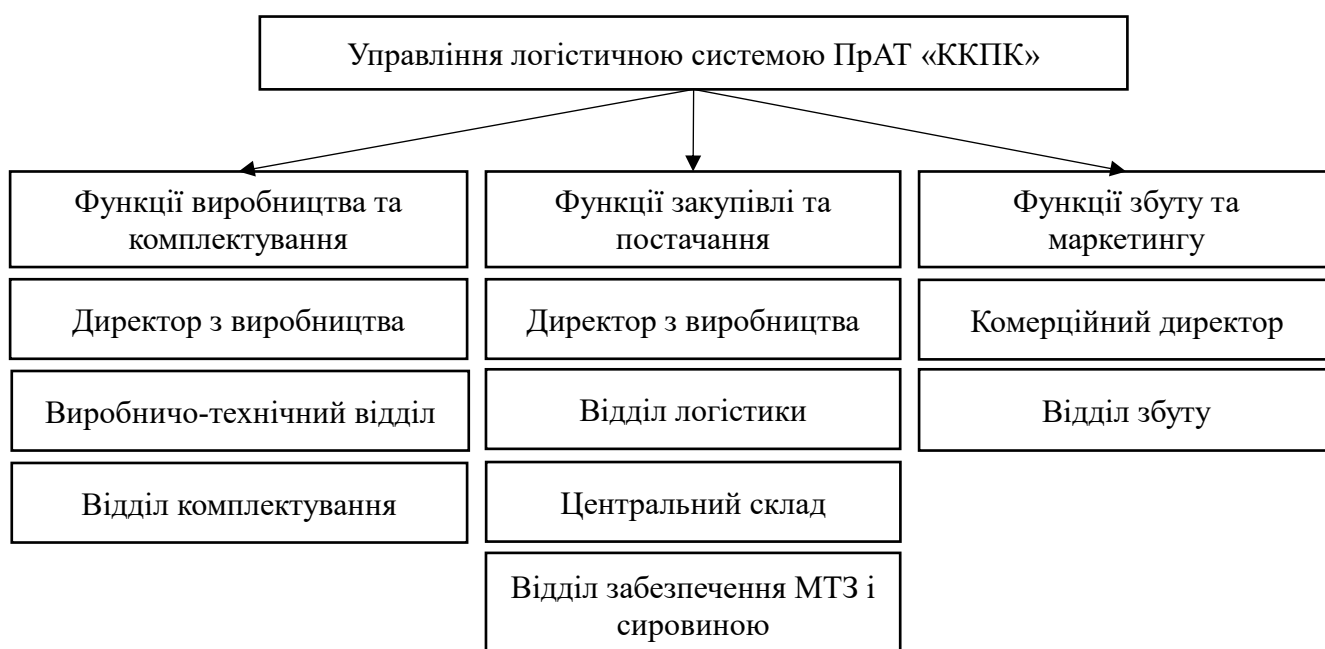 Управління логістичною системою ПрАТ «ККПК»
Функції виробництва та
комплектування
Директор з виробництва
Виробничо-технічний відділ
Відділ комплектування
Функції закупівлі та
постачання
Директор з виробництва
Відділ логістики
Центральний склад
Відділ забезпечення МТЗ і
сировиною
Функції збуту та
маркетингу
Комерційний директор
Відділ збуту